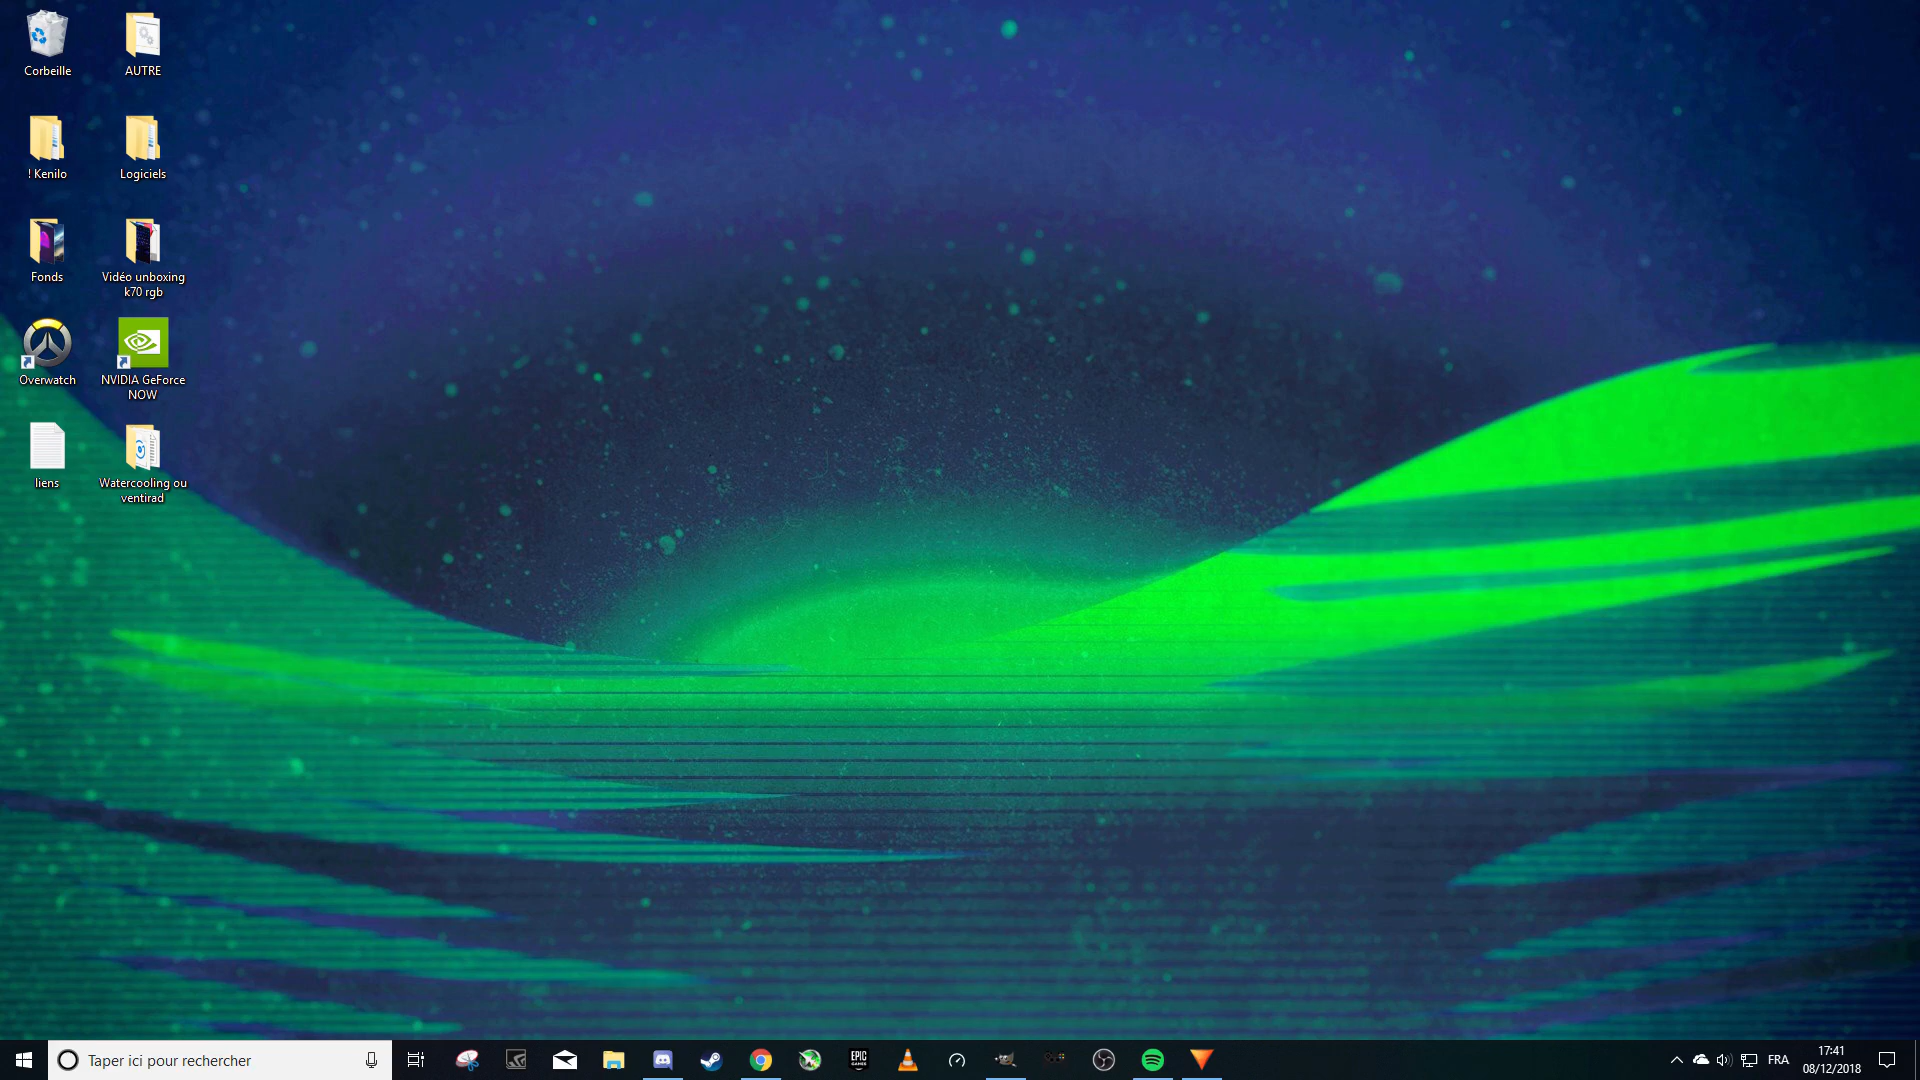 Corbeille
AUTRE
! Kenilo
Logiciels
Fonds
Vidéo unboxing
k70 rgb
Overwatch
NVIDIA GeForce
NOW
liens
Watercooling ou
ventirad
Taper ici pour rechercher
EPIC
GAMES
FRA
17:41
08/12/2018